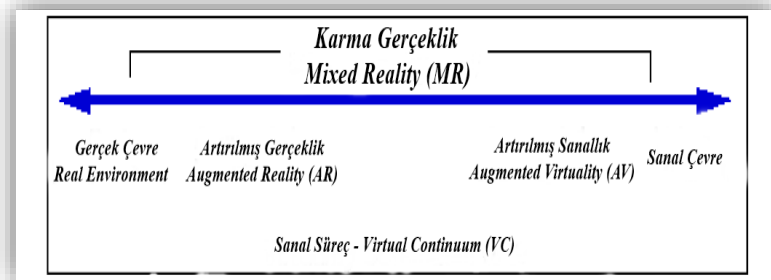 Karma Gerçeklik
Mixed Reality (MR)
Gerçek Çevre
Real Environment
Artırılmış Gerçeklik
Augmented Reality (AR)
Artırılmış Sanallık
Augmented Virtuality (AV)
Sanal Çevre
Sanal Süreç - Virtual Continuum (VC)